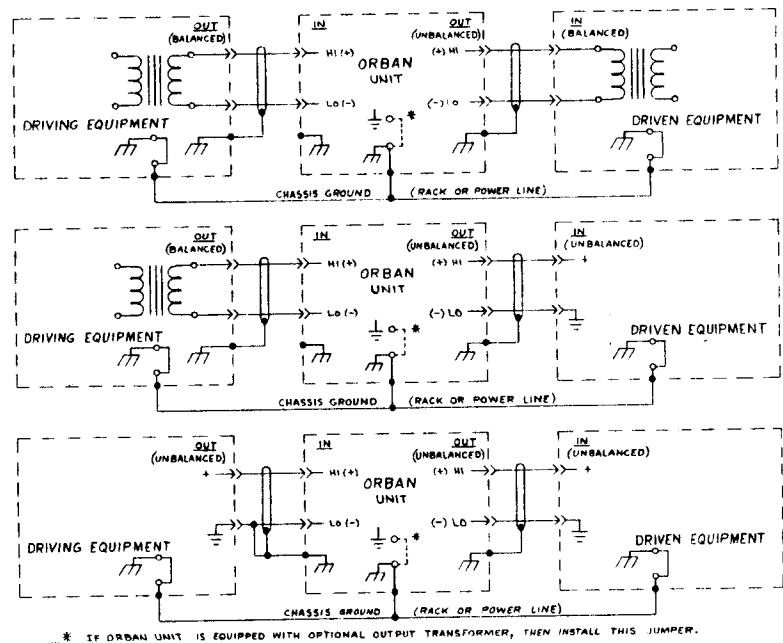 OUT IN OUT IN
(BALANCED) (UNBALANCED) (BALANCED)
HI (+) (+) HI
ORBAN
UNIT
LO (-) (-) LO
*
DRIVING EQUIPMENT DRIVEN EQUIPMENT
CHASSIS GROUND (RACK OR POWER LINE)
OUT IN OUT IN
(BALANCED) (UNBALANCED) (UNBALANCED)
HI (+) (+) HI +
ORBAN
UNIT
LO (-) (-) LO
*
DRIVING EQUIPMENT DRIVEN EQUIPMENT
CHASSIS GROUND (RACK OR POWER LINE)
OUT IN OUT IN
(UNBALANCED) (UNBALANCED) (UNBALANCED)
+ HI (+) (+) HI +
ORBAN
UNIT
LO (-) (-) LO
*
DRIVING EQUIPMENT DRIVEN EQUIPMENT
CHASSIS GROUND (RACK OR POWER LINE)
* IF ORBAN UNIT IS EQUIPPED WITH OPTIONAL OUTPUT TRANSFORMER, THEN INSTALL THIS JUMPER.